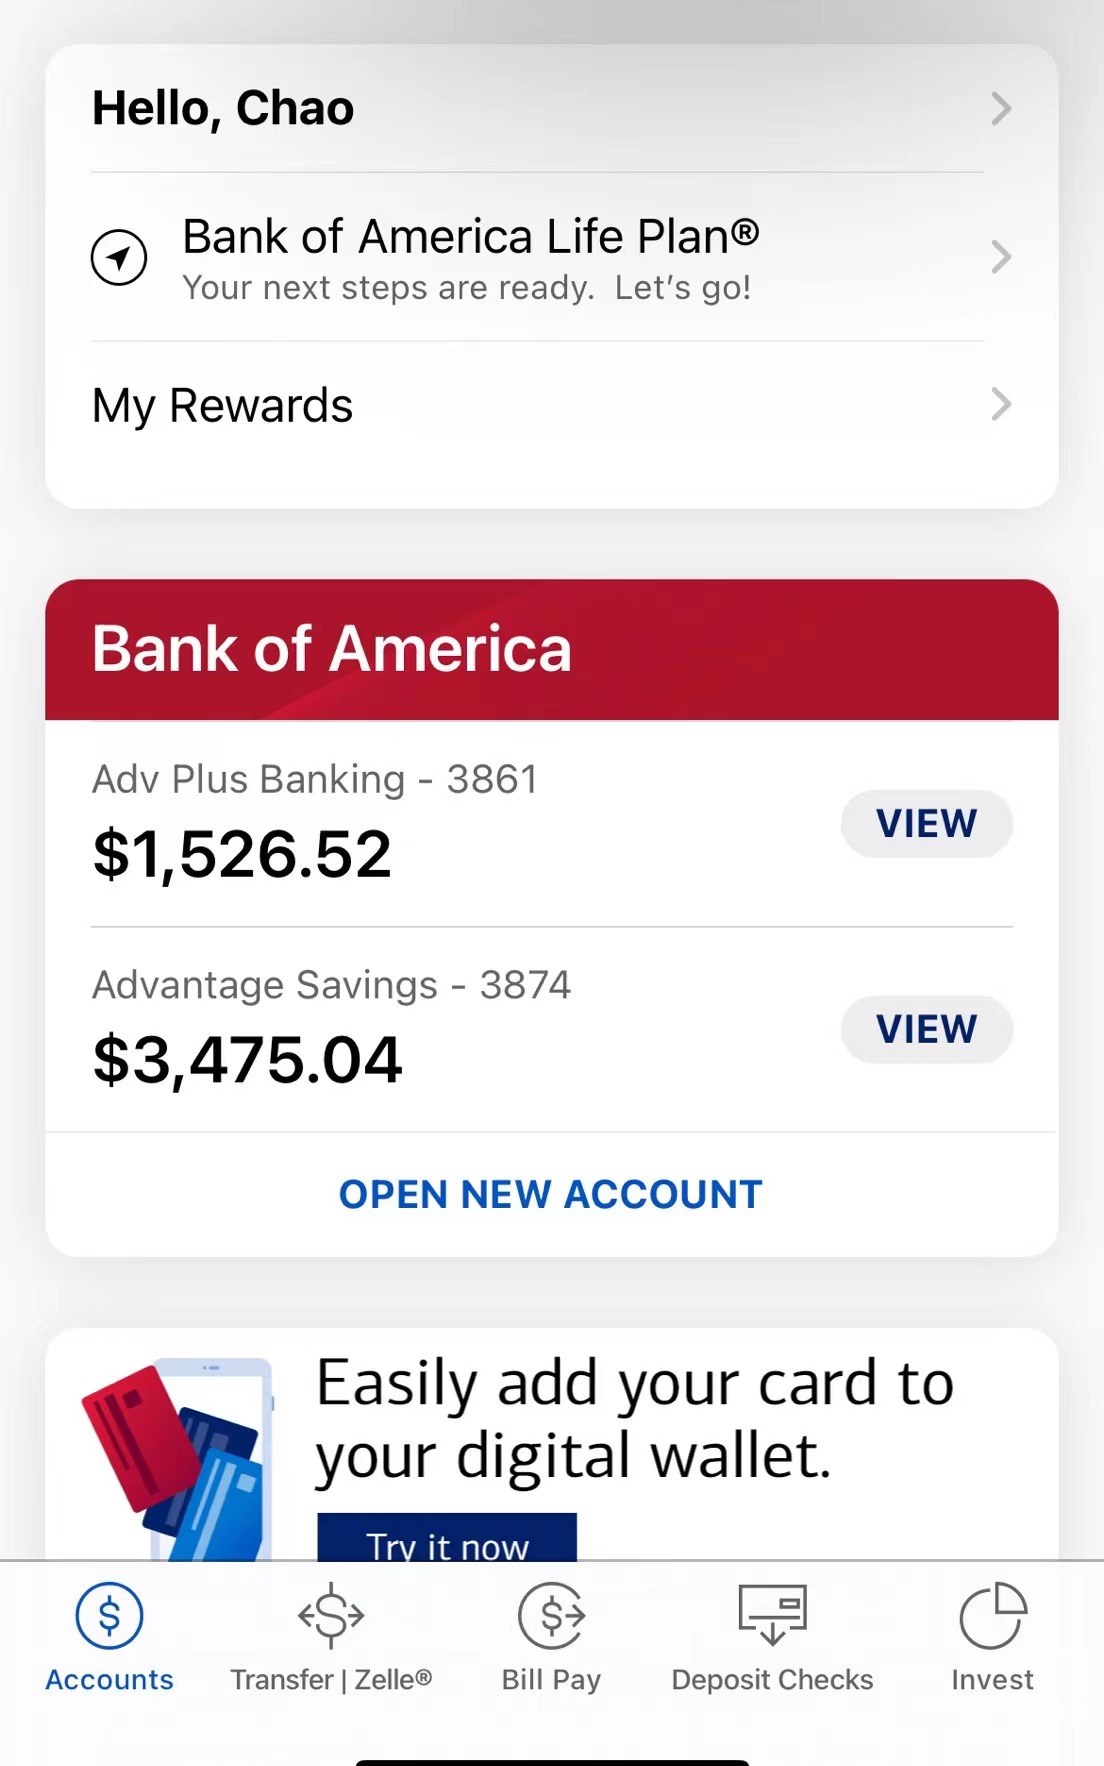 Hello, Chao
Bank of America Life Plan®
Your next steps are ready.  Let’s go!
My Rewards
Bank of America
Adv Plus Banking - 3861
$1,526.52
VIEW
Advantage Savings - 3874
$3,475.04
VIEW
OPEN NEW ACCOUNT
Easily add your card to
your digital wallet.
Try it now
Accounts
Transfer | Zelle®
Bill Pay
Deposit Checks
Invest